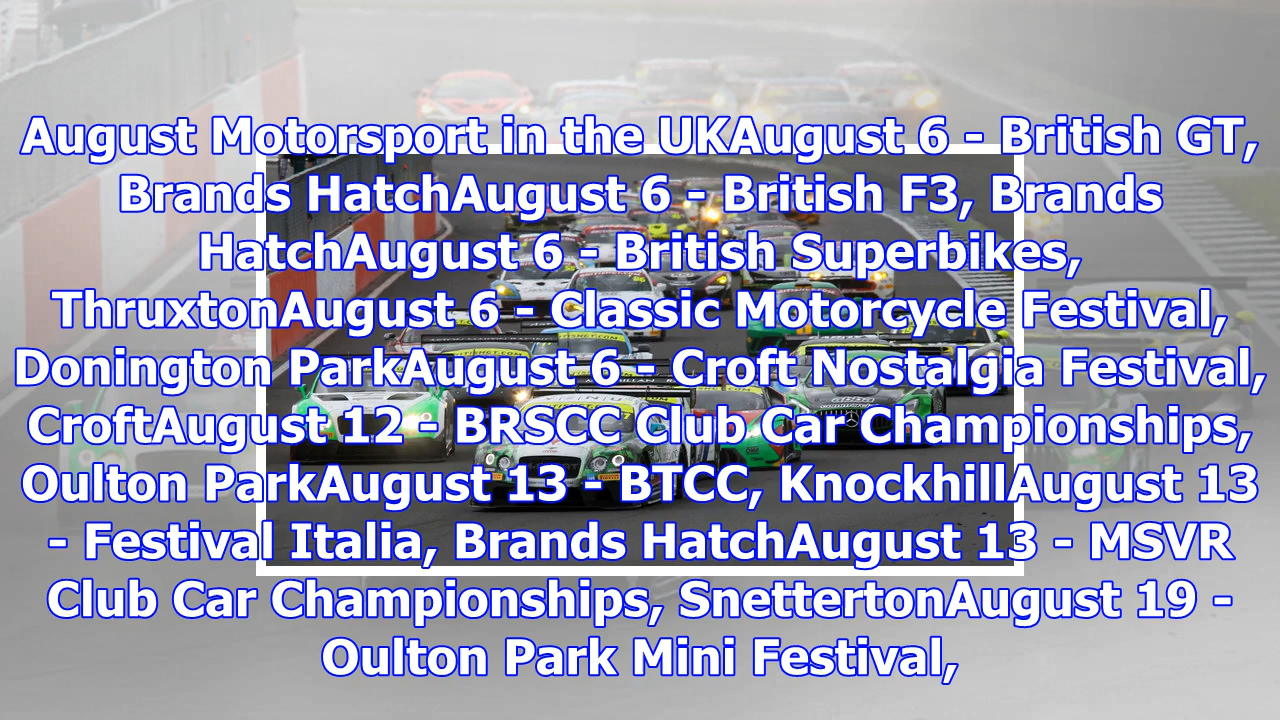 August Motorsport in the UKAugust 6 - British GT,
Brands HatchAugust 6 - British F3, Brands
HatchAugust 6 - British Superbikes,
ThruxtonAugust 6 - Classic Motorcycle Festival,
Donington ParkAugust 6 - Croft Nostalgia Festival,
CroftAugust 12 - BRSCC Club Car Championships,
Oulton ParkAugust 13 - BTCC, KnockhillAugust 13
- Festival Italia, Brands HatchAugust 13 - MSVR
Club Car Championships, SnettertonAugust 19 -
Oulton Park Mini Festival,